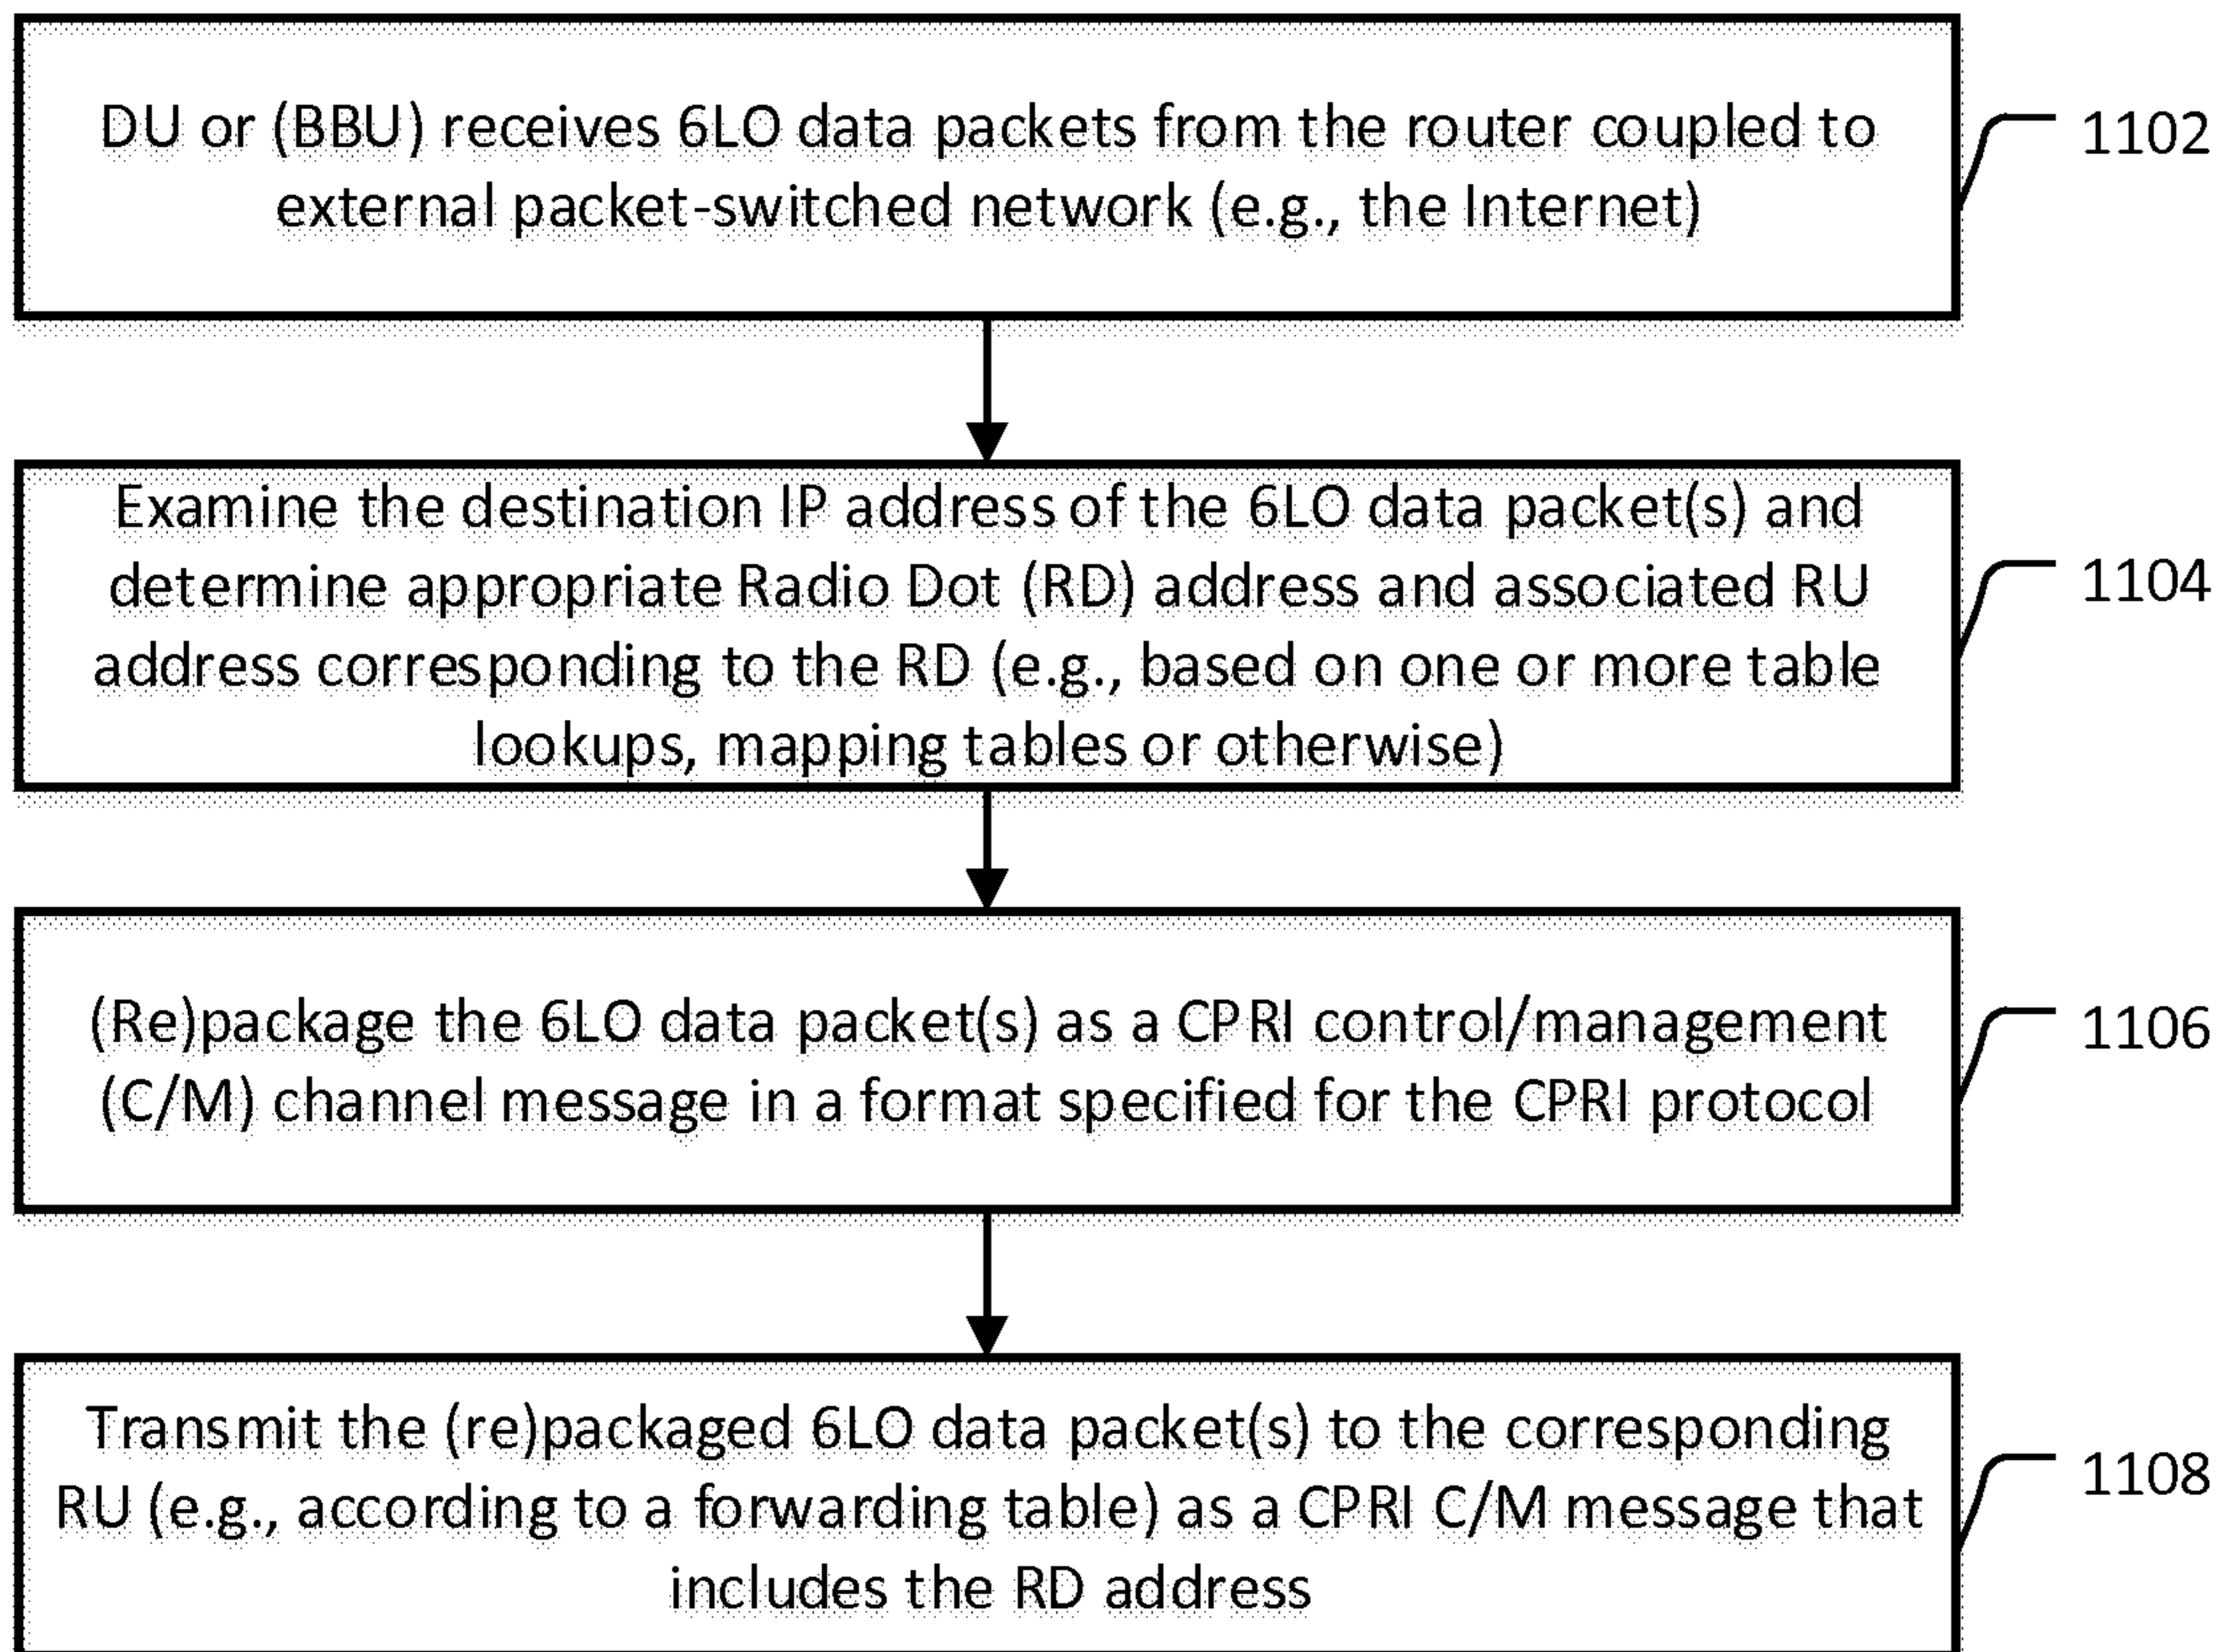 DU or (BBU) receives 6LO data packets from the router coupled to
external packet-switched network (e.g., the Internet)
1102
Examine the destination IP address of the 6LO data packet(s) and
determine appropriate Radio Dot (RD) address and associated RU
address corresponding to the RD (e.g., based on one or more table
lookups, mapping tables or otherwise)
1104
(Re)package the 6LO data packet(s) as a CPRI control/management
(C/M) channel message in a format specified for the CPRI protocol
1106
Transmit the (re)packaged 6LO data packet(s) to the corresponding
RU (e.g., according to a forwarding table) as a CPRI C/M message that
includes the RD address
1108